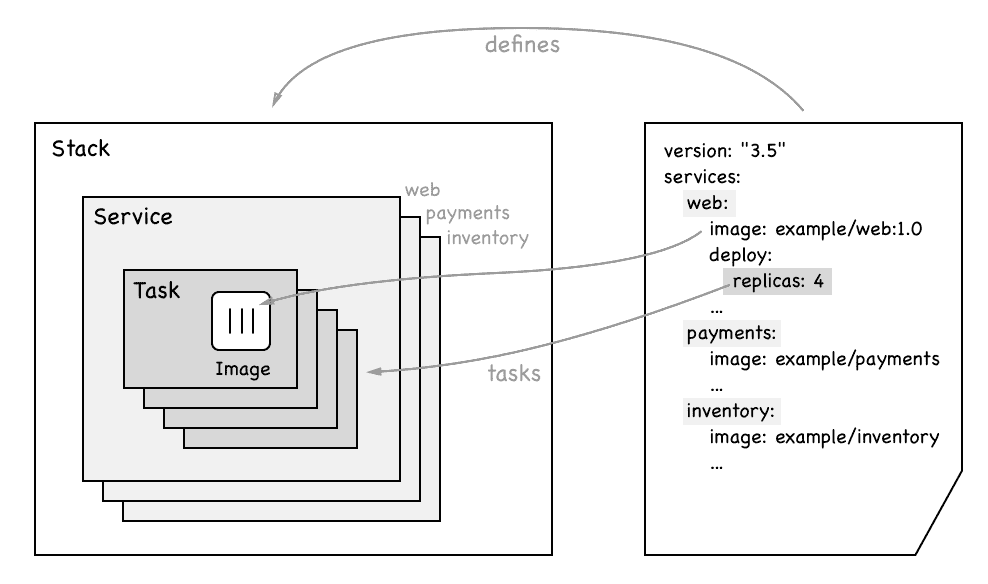 defines
Stack
web
payments
inventory
Service
Task
Image
tasks
version: "3.5"
services:
web:
image: example/web:1.0
deploy:
replicas: 4
...
payments:
image: example/payments
...
inventory:
image: example/inventory
...